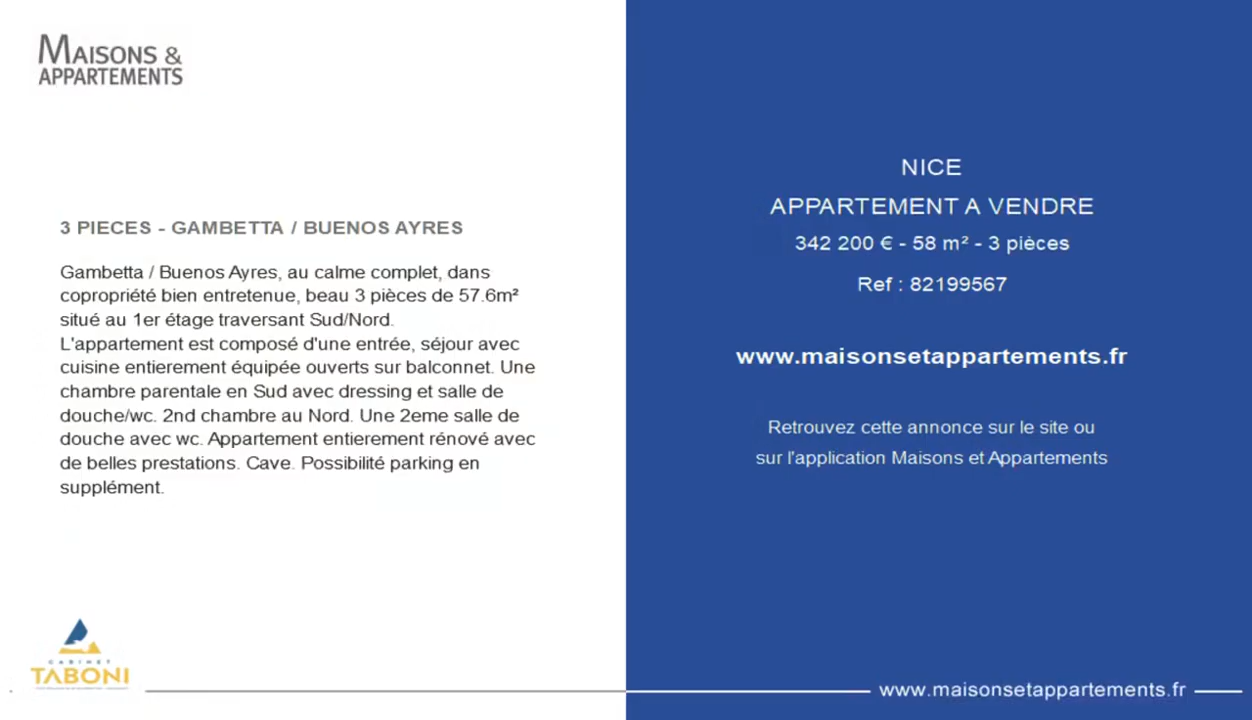 MAISONS &
APPARTEMENTS
3 PIECES - GAMBETTA / BUENOS AYRES
Gambetta / Buenos Ayres, au calme complet, dans
copropriété bien entretenue, beau 3 pièces de 57.6m²
situé au 1er étage traversant Sud/Nord.
L'appartement est composé d'une entrée, séjour avec
cuisine entierement équipée ouverts sur balconnet. Une
chambre parentale en Sud avec dressing et salle de
douche/wc. 2nd chambre au Nord. Une 2eme salle de
douche avec wc. Appartement entierement rénové avec
de belles prestations. Cave. Possibilité parking en
supplément.
CABINET
TABONI
NICE
APPARTEMENT A VENDRE
342 200 € - 58 m² - 3 pièces
Ref : 82199567
www.maisonsetappartements.fr
Retrouvez cette annonce sur le site ou
sur l'application Maisons et Appartements
www.maisonsetappartements.fr